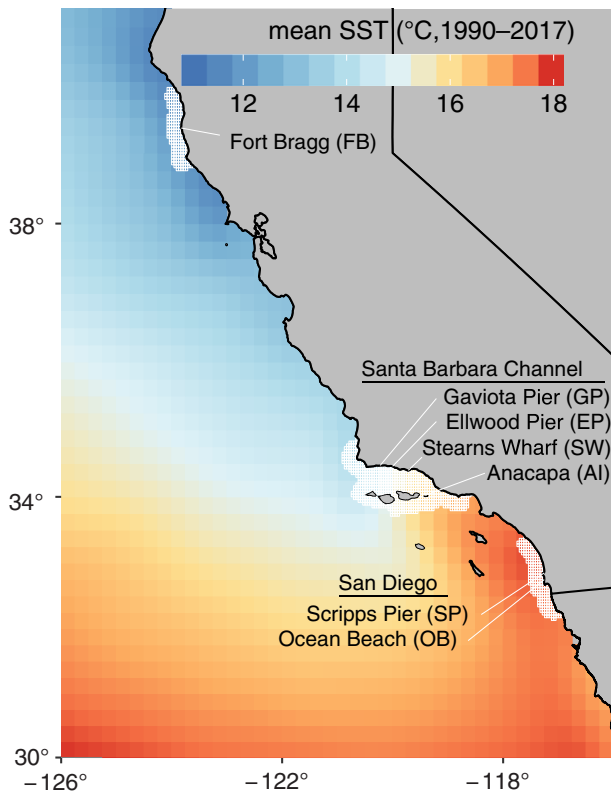 mean SST (°C,1990–2017)
12 14 16 18
Fort Bragg (FB)
38°
Santa Barbara Channel
Gaviota Pier (GP)
Ellwood Pier (EP)
Stearns Wharf (SW)
Anacapa (AI)
34°
San Diego
Scripps Pier (SP)
Ocean Beach (OB)
30°
−126° −122° −118°